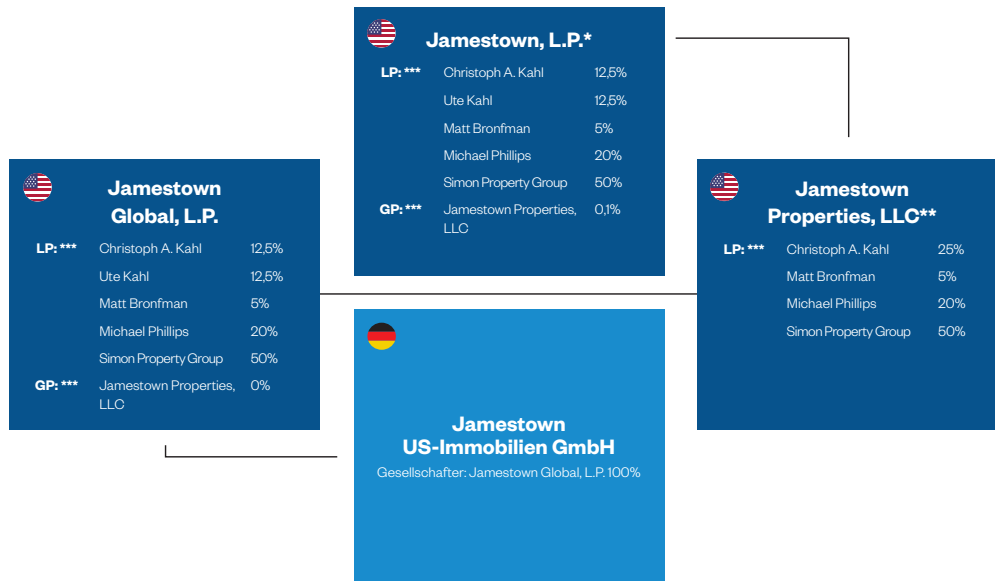 Jamestown, L.P.*
LP: *** Christoph A. Kahl 12,5%
Ute Kahl 12,5%
Matt Bronfman 5%
Michael Phillips 20%
Simon Property Group 50%
GP: *** Jamestown Properties, 0,1%
LLC
Jamestown
Global, L.P.
LP: *** Christoph A. Kahl 12,5%
Ute Kahl 12,5%
Matt Bronfman 5%
Michael Phillips 20%
Simon Property Group 50%
GP: *** Jamestown Properties, 0%
LLC
Jamestown
Properties, LLC**
LP: *** Christoph A. Kahl 25%
Matt Bronfman 5%
Michael Phillips 20%
Simon Property Group 50%
Jamestown
US-Immobilien GmbH
Gesellschafter: Jamestown Global, L.P. 100%